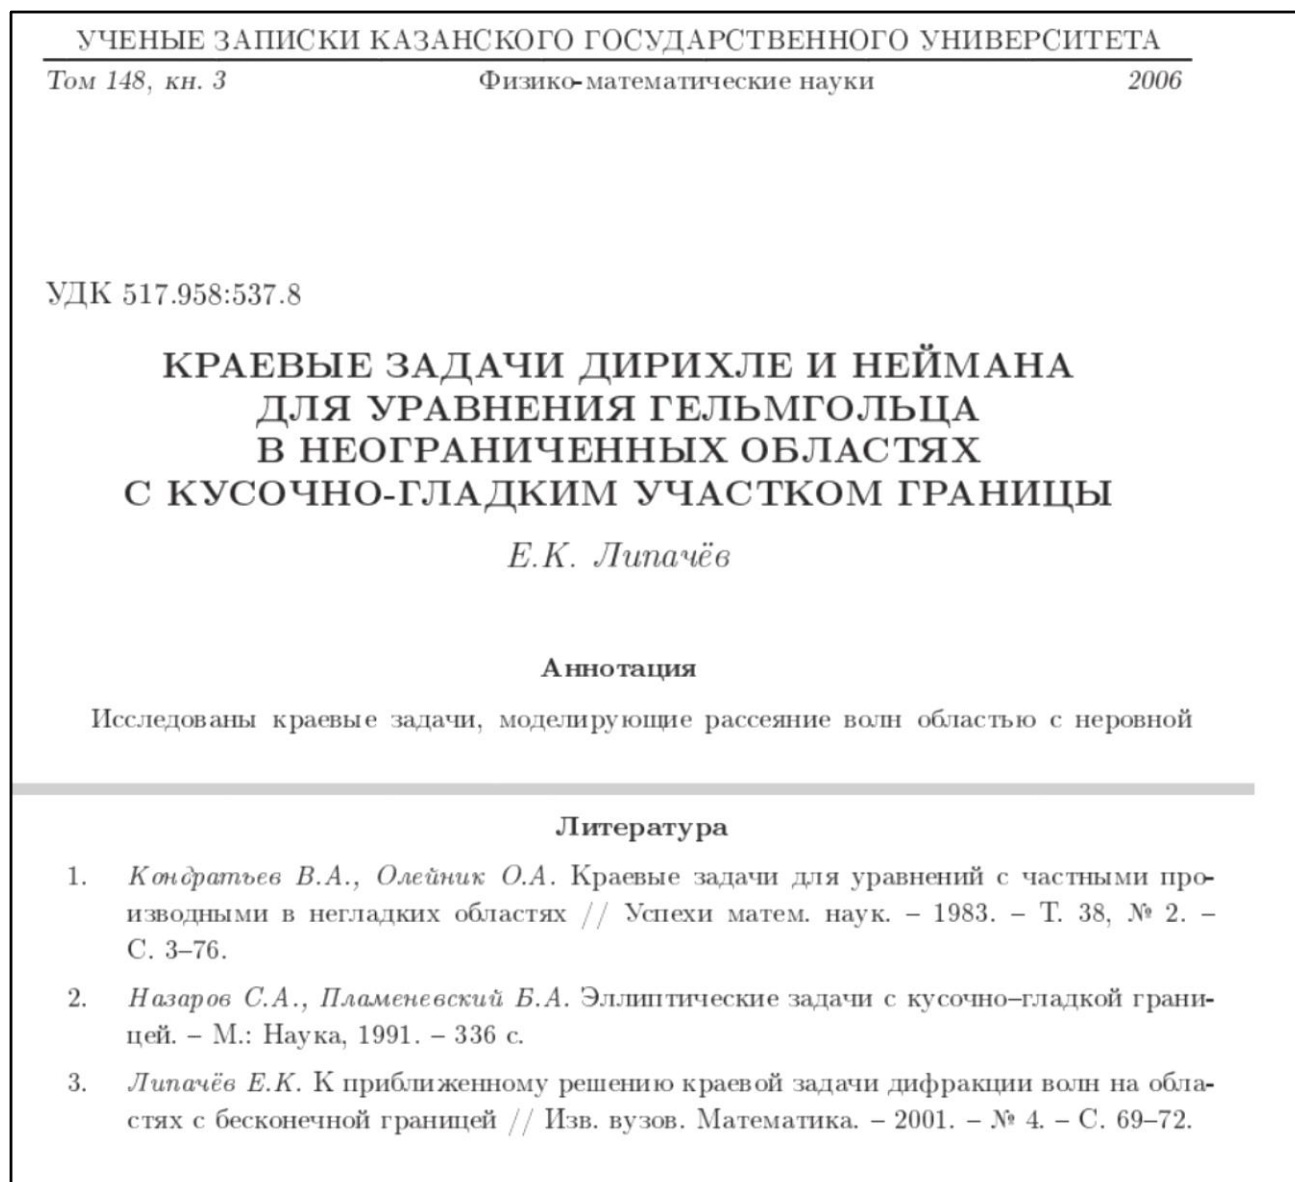 УЧЕНЫЕ ЗАПИСКИ КАЗАНСКОГО ГОСУДАРСТВЕННОГО УНИВЕРСИТЕТА
Том 148, кн. 3 Физико-математические науки 2006
УДК 517.958:537.8
КРАЕВЫЕ ЗАДАЧИ ДИРИХЛЕ И НЕЙМАНА
ДЛЯ УРАВНЕНИЯ ГЕЛЬМГОЛЬЦА
В НЕОГРАНИЧЕННЫХ ОБЛАСТЯХ
С КУСОЧНО-ГЛАДКИМ УЧАСТКОМ ГРАНИЦЫ
Е.К. Липачёв
Аннотация
Исследованы краевые задачи, моделирующие рассеяние волн областью с неровной
Литература
1. Кондратьев В.А., Олейник О.А. Краевые задачи для уравнений с частными про-
изводными в негладких областях // Успехи матем. наук. – 1983. – Т. 38, № 2. –
С. 3–76.
2. Назаров С.А., Пламеневский Б.А. Эллиптические задачи с кусочно–гладкой грани-
цей. – М.: Наука, 1991. – 336 с.
3. Липачёв Е.К. К приближенному решению краевой задачи дифракции волн на обла-
стях с бесконечной границей // Изв. вузов. Математика. – 2001. – № 4. – С. 69–72.